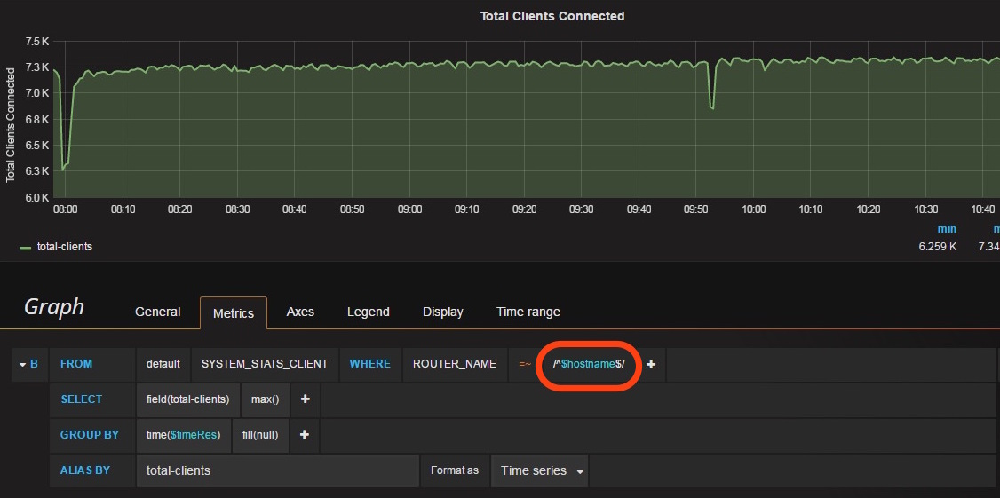 Total Clients Connected
Total Clients Connected
7.5 K
7.3 K
7.0 K
6.8 K
6.5 K
6.3 K
6.0 K
08:00 08:10 08:20 08:30 08:40 08:50 09:00 09:10 09:20 09:30 09:40 09:50 10:00 10:10 10:20 10:30 10:40
min m
total-clients 6.259 K 7.34
Graph General Metrics Axes Legend Display Time range
B FROM default SYSTEM_STATS_CLIENT WHERE ROUTER_NAME =~ /^$hostname$/ +
SELECT field(total-clients) max() +
GROUP BY time($timeRes) fill(null) +
ALIAS BY total-clients Format as Time series